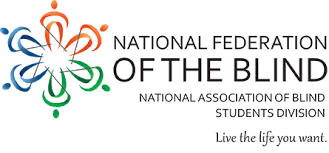 NATIONAL FEDERATION
OF THE BLIND
NATIONAL ASSOCIATION OF BLIND
STUDENTS DIVISION
Live the life you want.